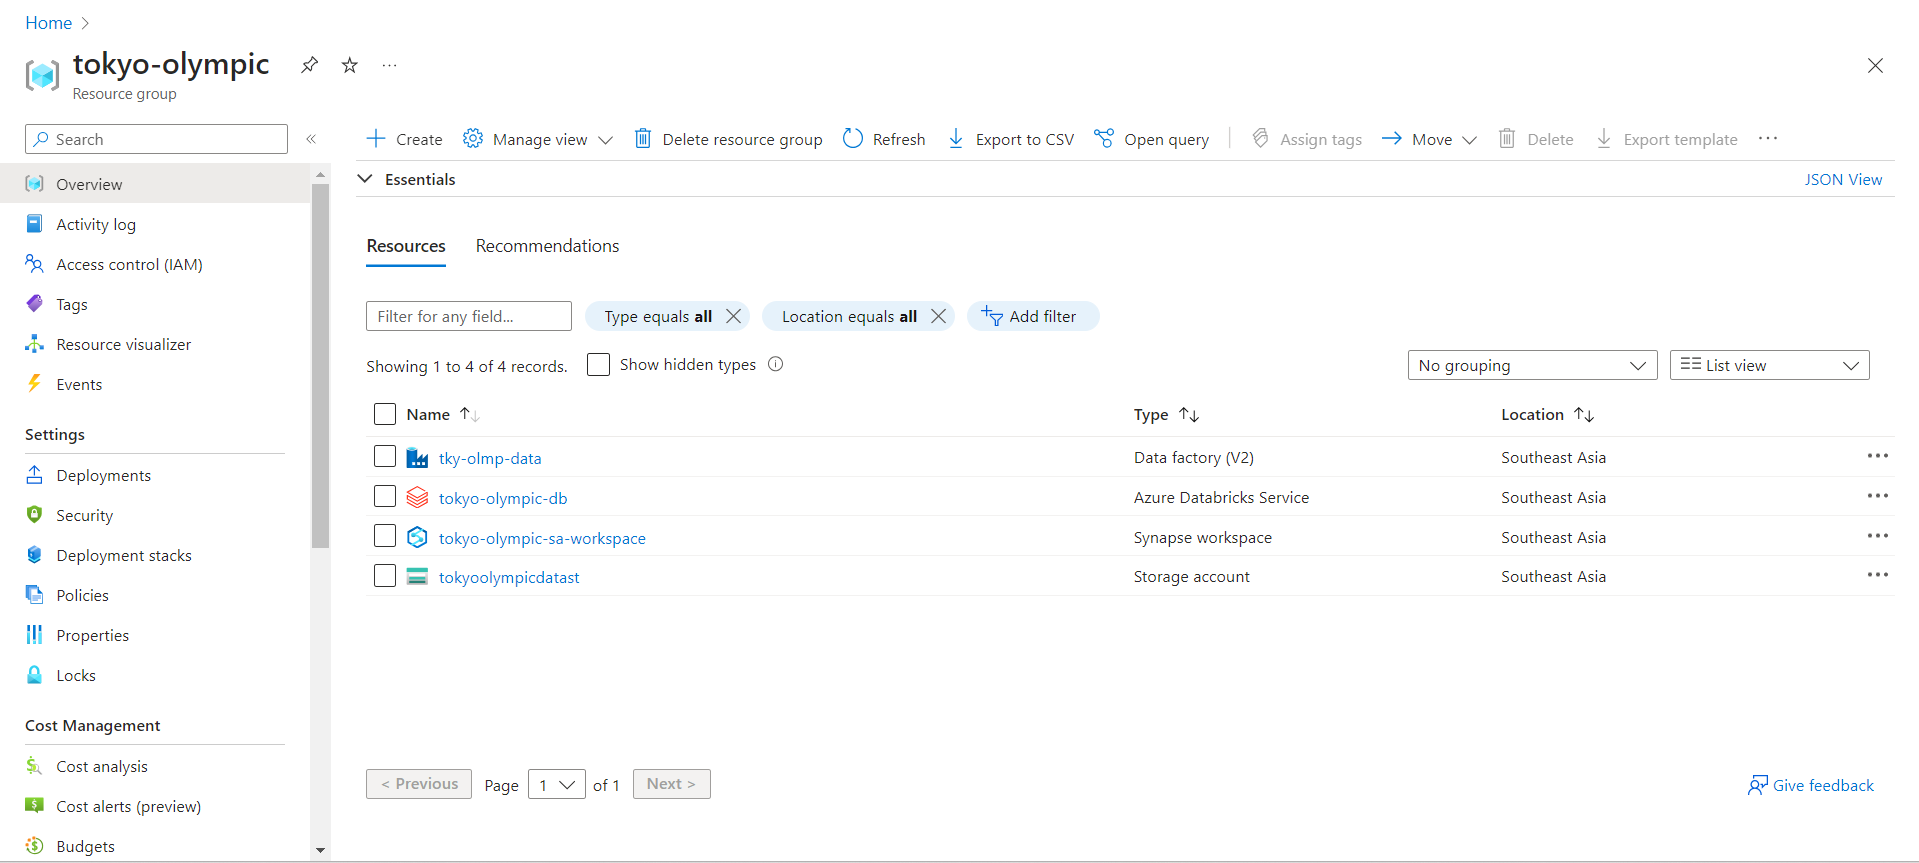 Home
tokyo-olympic
Resource group
Search
Create Manage view Delete resource group Refresh Export to CSV Open query Assign tags Move Delete Export template
Overview
Activity log
Access control (IAM)
Tags
Resource visualizer
Events
Settings
Deployments
Security
Deployment stacks
Policies
Properties
Locks
Cost Management
Cost analysis
Cost alerts (preview)
Budgets
Essentials JSON View
Resources Recommendations
Filter for any field... Type equals all Location equals all Add filter
Showing 1 to 4 of 4 records. Show hidden types No grouping List view
Name Type Location
tky-olmp-data Data factory (V2) Southeast Asia
tokyo-olympic-db Azure Databricks Service Southeast Asia
tokyo-olympic-sa-workspace Synapse workspace Southeast Asia
tokyoolympicdatast Storage account Southeast Asia
< Previous Page 1 of 1 Next > Give feedback